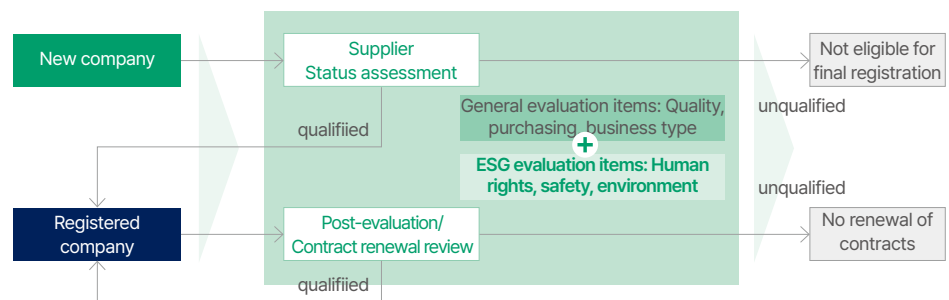 New company
Supplier
Status assessment
Not eligible for
final registration
General evaluation items: Quality,
purchasing, business type
unqualified
qualifiied
ESG evaluation items: Human
rights, safety, environment
unqualified
Registered
company
Post-evaluation/
Contract renewal review
No renewal of
contracts
qualifiied